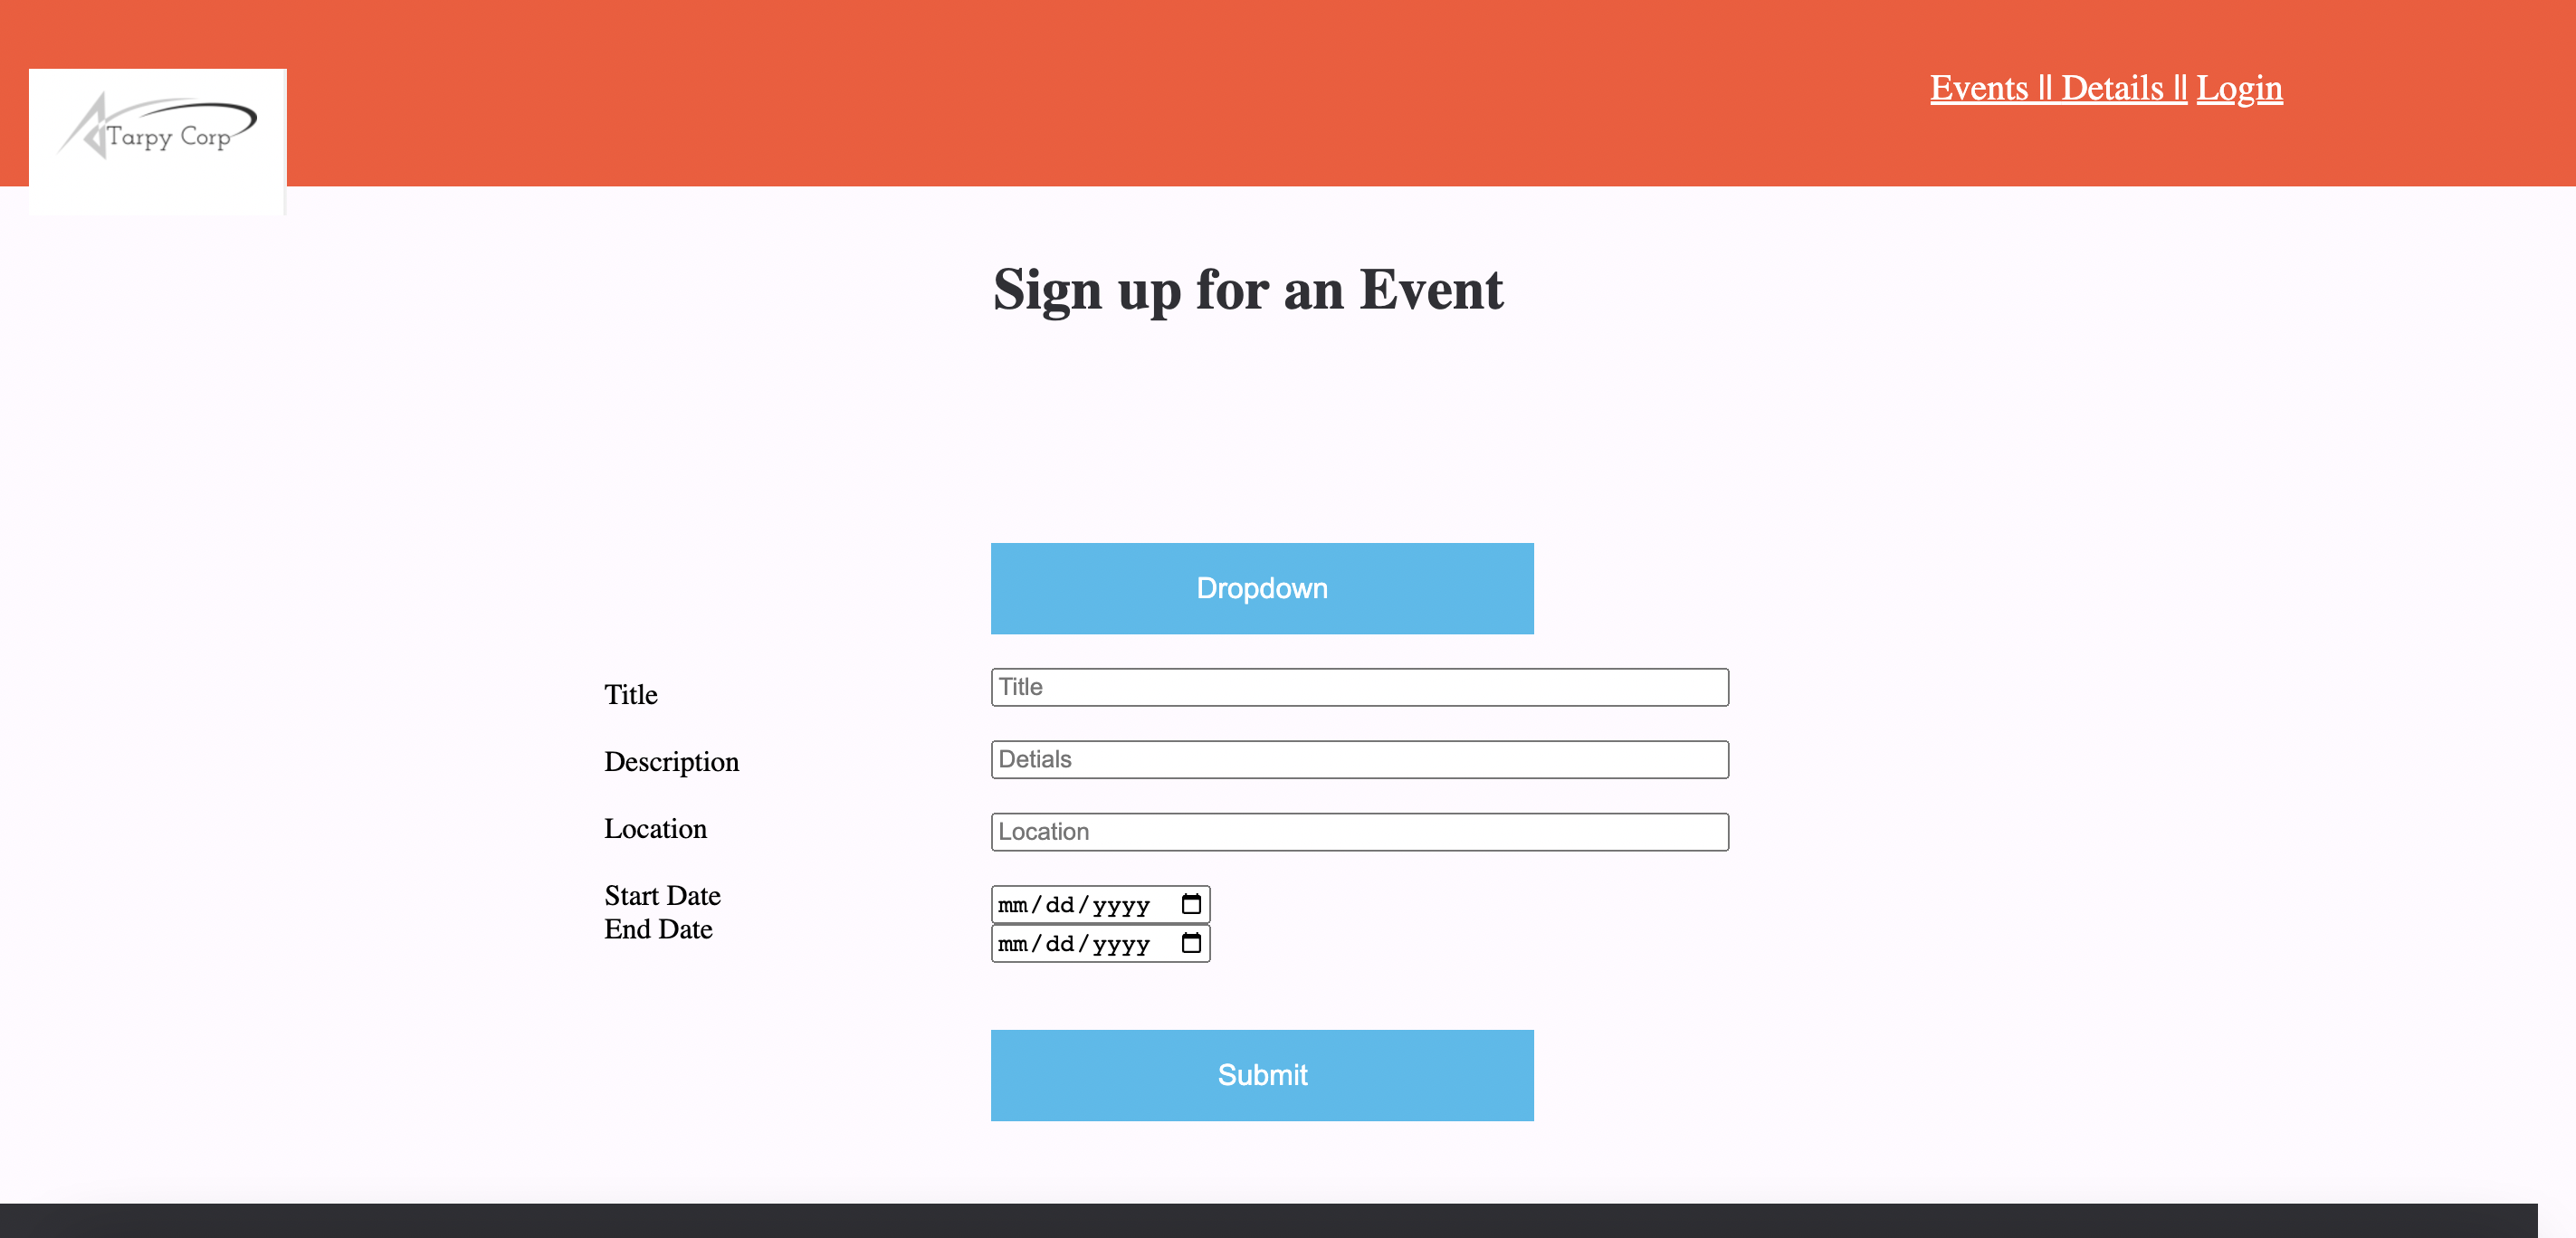 Tarpy Corp
Events || Details || Login
Sign up for an Event
Dropdown
Title
Title
Description
Detials
Location
Location
Start Date
mm/dd/yyyy
End Date
mm/dd/yyyy
Submit